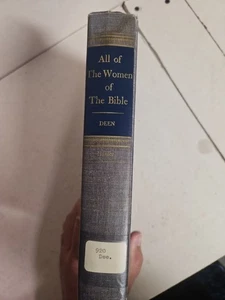 All of
The Women
of
The Bible
DEEN
220
Dee.